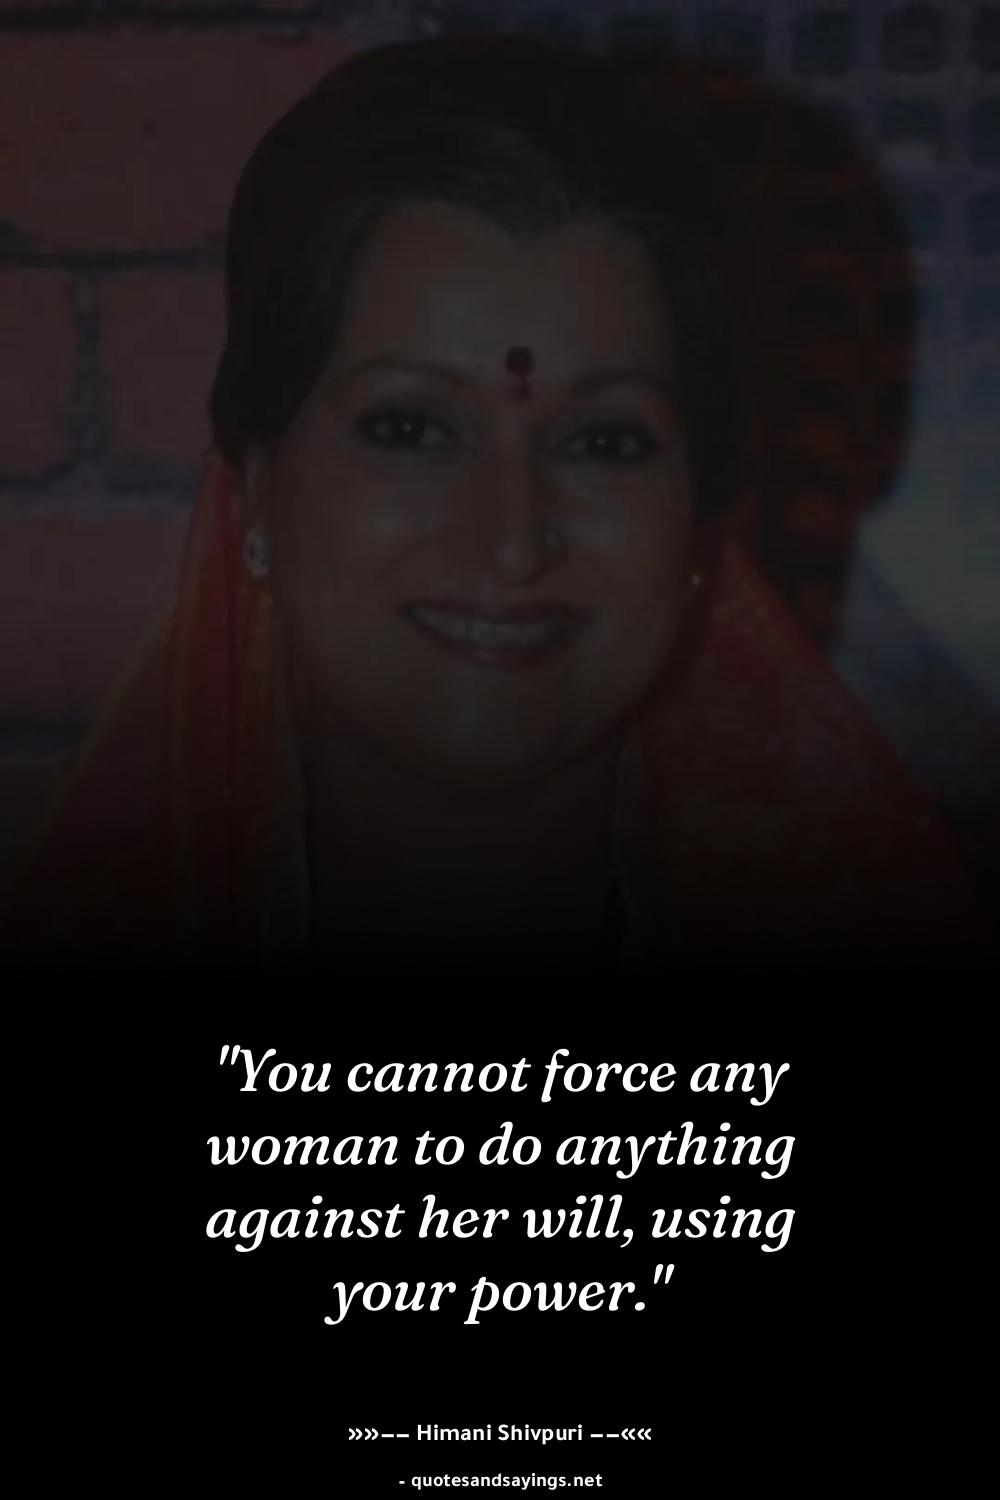 "You cannot force any
woman to do anything
against her will, using
your power."
»»–– Himani Shivpuri ––««
- quotesandsayings.net